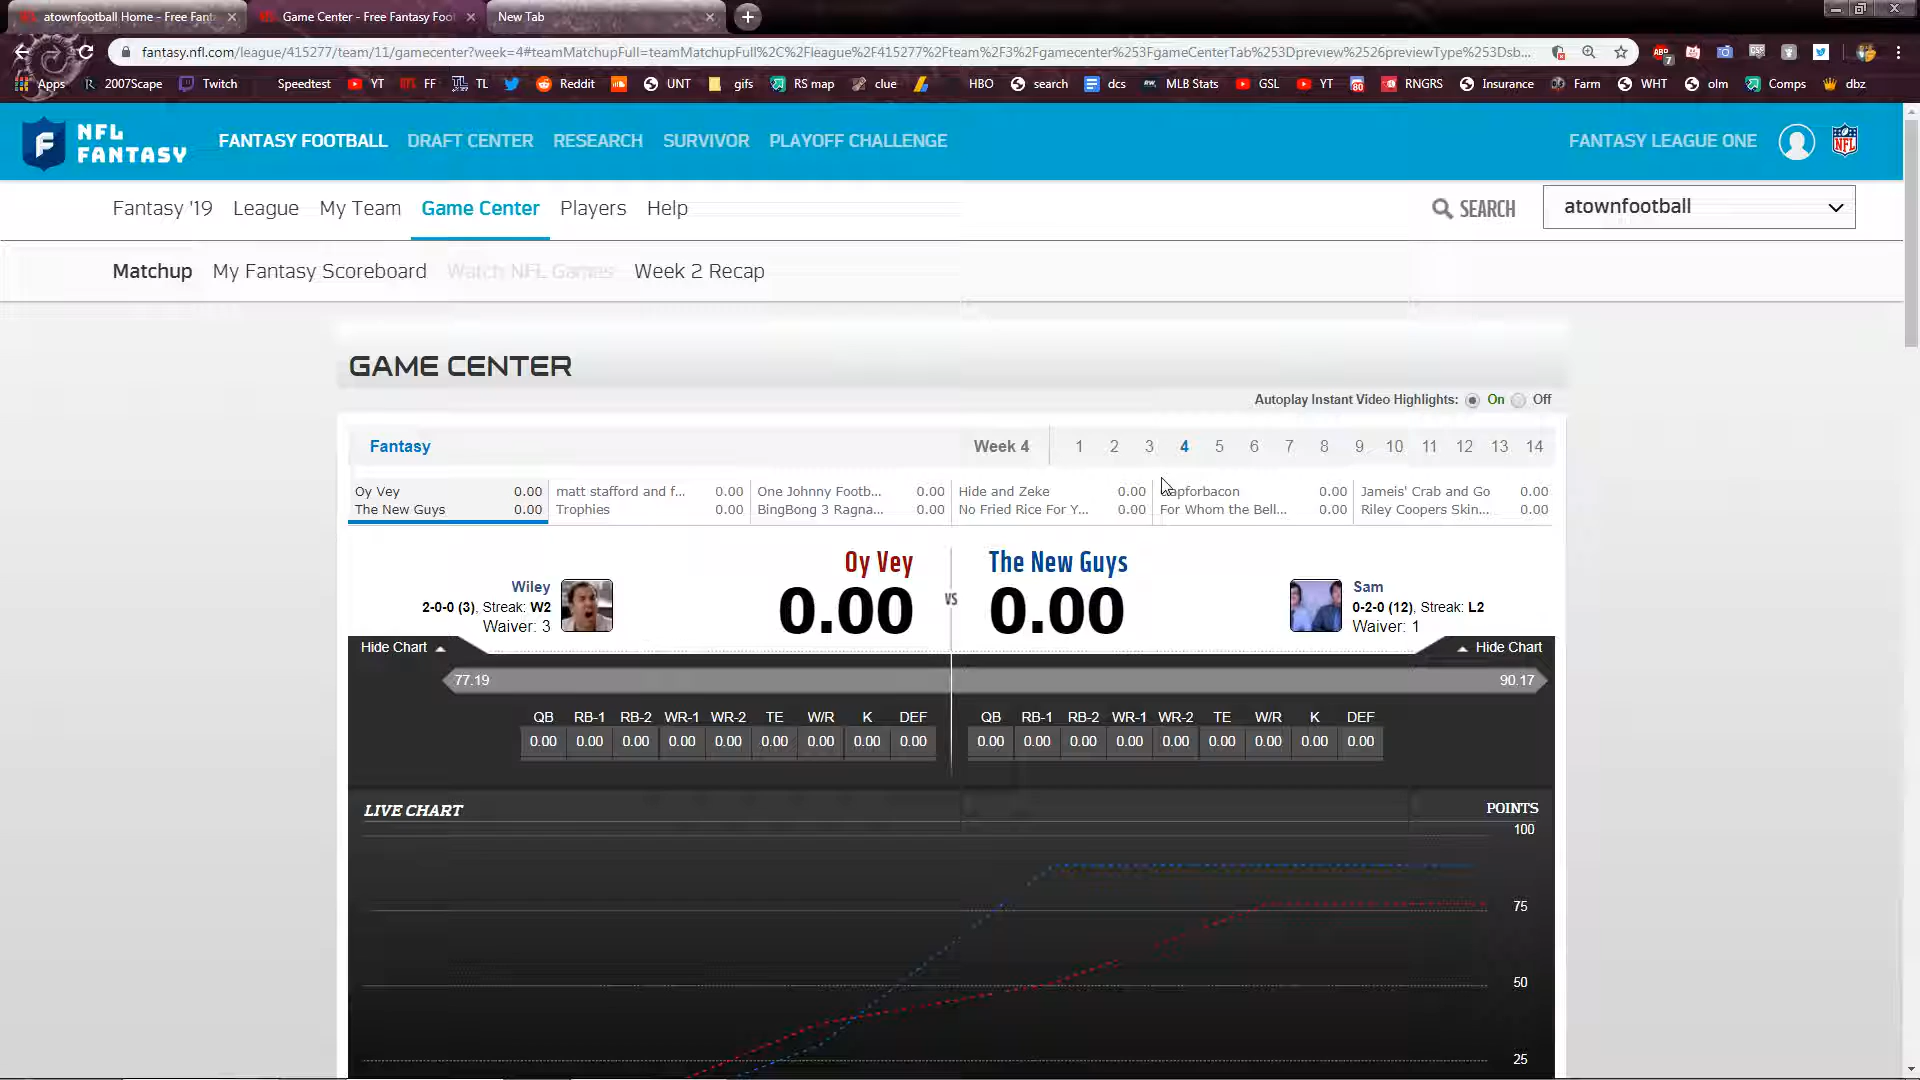 atownfootball Home - Free Fant
Game Center - Free Fantasy Foot
New Tab
fantasy.nfl.com/league/415277/team/11/gamecenter?week=4#teamMatchupFull=teamMatchupFull%2C%2Fleague%2F415277%2Fteam%2F3%2Fgamecenter%253FgameCenterTab%253Dpreview%2526previewType%253Dsb...
Apps 2007Scape Twitch Speedtest YT FF TL Reddit UNT gifs RS map clue HBO search dcs MLB Stats GSL YT RNGRS Insurance Farm WHT olm Comps dbz
NFL FANTASY
FANTASY FOOTBALL DRAFT CENTER RESEARCH SURVIVOR PLAYOFF CHALLENGE
FANTASY LEAGUE ONE
NFL
Fantasy '19 League My Team Game Center Players Help
SEARCH
atownfootball
Matchup My Fantasy Scoreboard Watch NFL Games Week 2 Recap
GAME CENTER
Autoplay Instant Video Highlights: On Off
Fantasy Week 4 1 2 3 4 5 6 7 8 9 10 11 12 13 14
Oy Vey 0.00 matt stafford and f... 0.00 One Johnny Footb... 0.00 Hide and Zeke 0.00 apforbacon 0.00 Jameis' Crab and Go 0.00
The New Guys 0.00 Trophies 0.00 BingBong 3 Ragna... 0.00 No Fried Rice For Y... 0.00 For Whom the Bell... 0.00 Riley Coopers Skin... 0.00
Oy Vey The New Guys
Wiley
2-0-0 (3), Streak: W2
Waiver: 3
0.00 VS 0.00
Sam
0-2-0 (12), Streak: L2
Waiver: 1
Hide Chart Hide Chart
77.19 90.17
QB RB-1 RB-2 WR-1 WR-2 TE W/R K DEF QB RB-1 RB-2 WR-1 WR-2 TE W/R K DEF
0.00 0.00 0.00 0.00 0.00 0.00 0.00 0.00 0.00 0.00 0.00 0.00 0.00 0.00 0.00 0.00 0.00 0.00
LIVE CHART POINTS
100
75
50
25